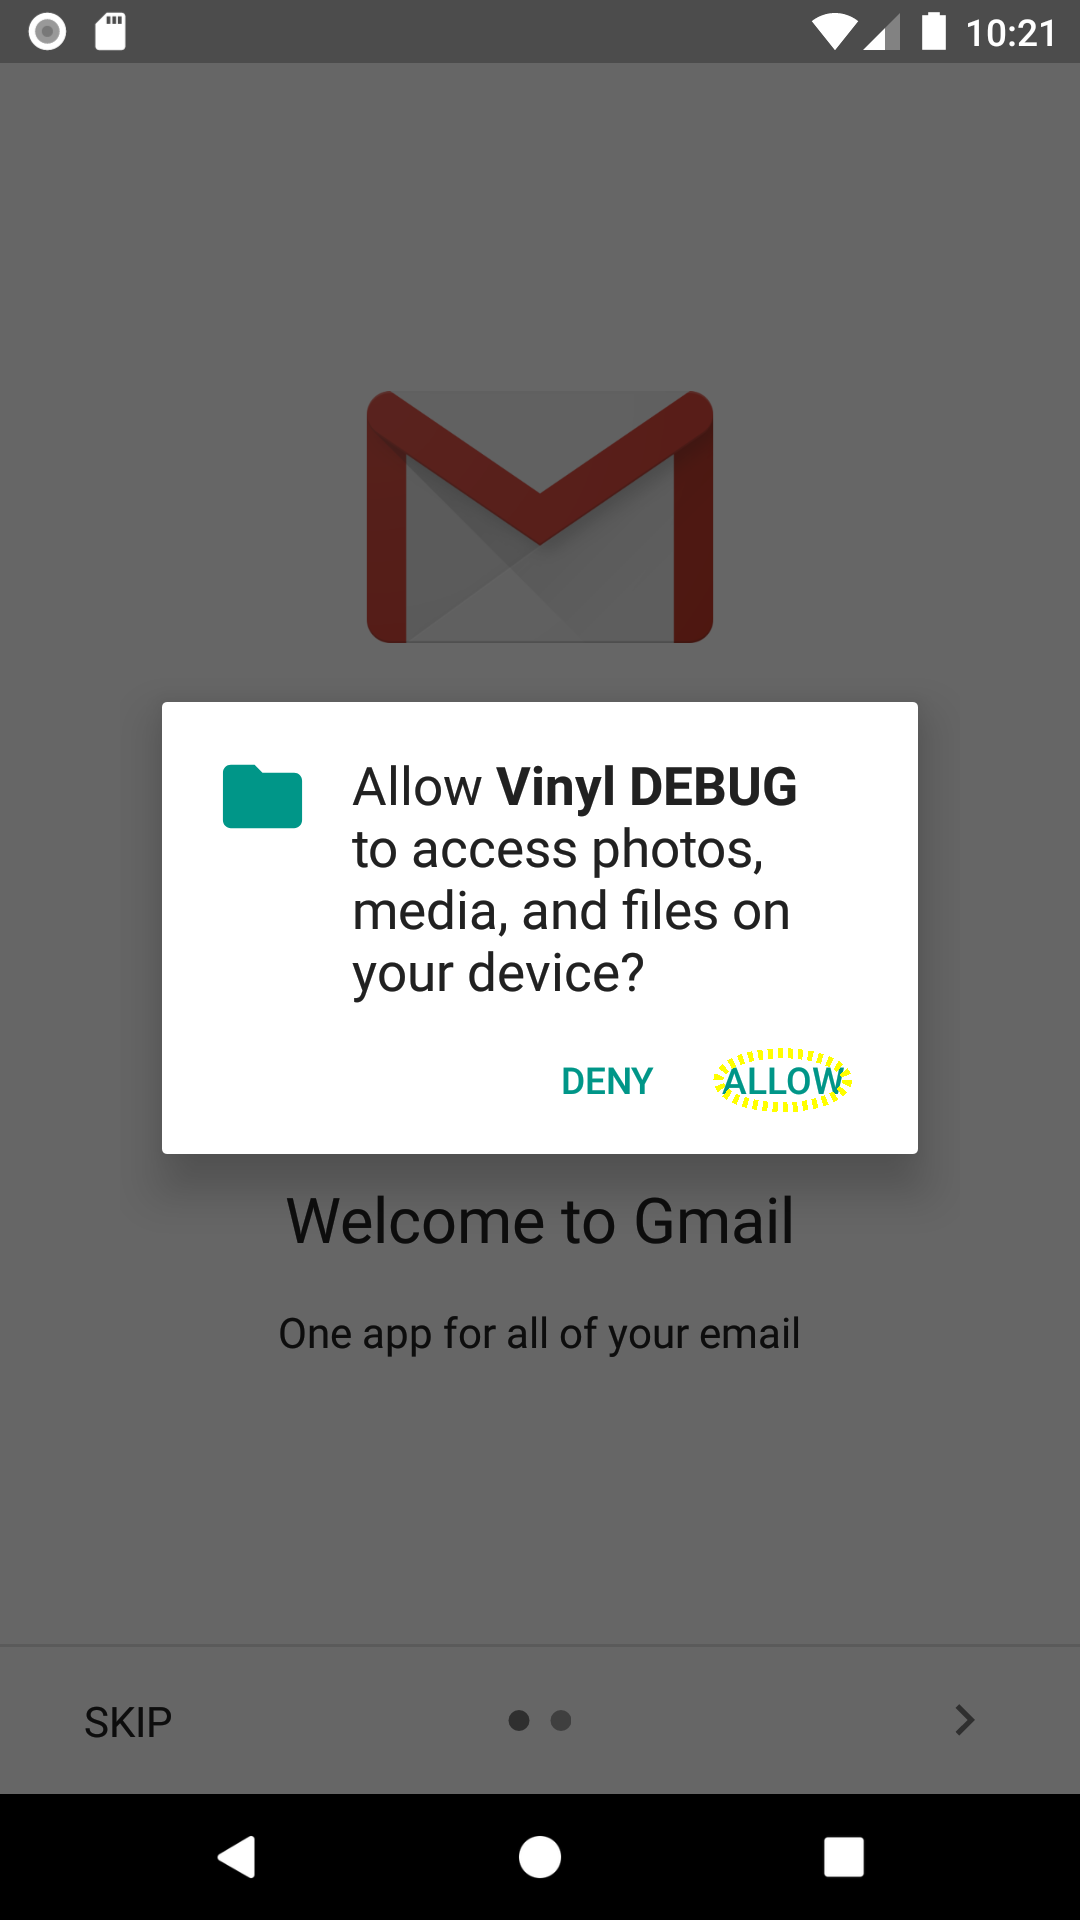 10:21
Allow Vinyl DEBUG
to access photos,
media, and files on
your device?
DENY ALLOW
Welcome to Gmail
One app for all of your email
SKIP